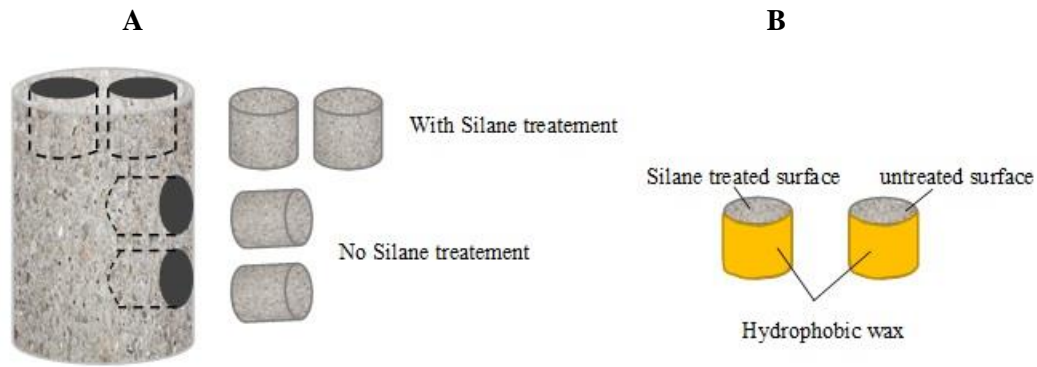 A
B
With Silane treatement
No Silane treatement
Silane treated surface
untreated surface
Hydrophobic wax